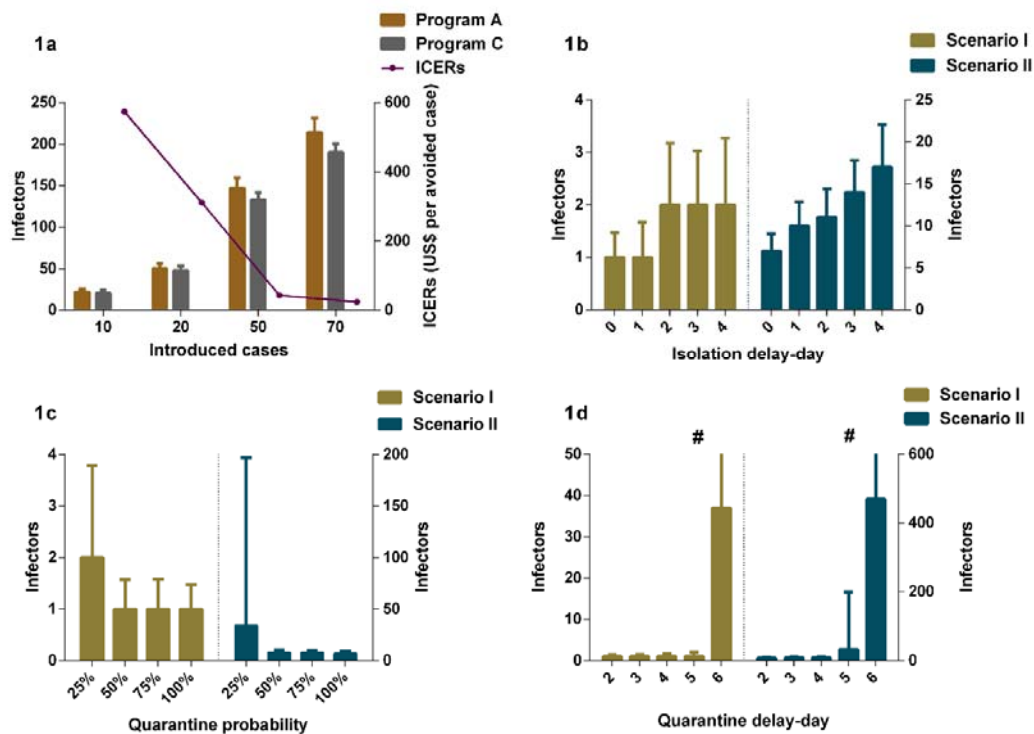 1a
Program A
Program C
ICERs
250
200
150
100
50
0
Infectors
600
400
200
0
ICERs (US$ per avoided case)
10 20 50 70
Introduced cases
1b
Scenario I
Scenario II
4
3
2
1
0
Infectors
25
20
15
10
5
0
Infectors
0 1 2 3 4 0 1 2 3 4
Isolation delay-day
1c
Scenario I
Scenario II
4
3
2
1
0
Infectors
200
150
100
50
0
Infectors
25% 50% 75% 100% 25% 50% 75% 100%
Quarantine probability
1d
Scenario I
Scenario II
# #
50
40
30
20
10
0
Infectors
600
400
200
0
Infectors
2 3 4 5 6 2 3 4 5 6
Quarantine delay-day